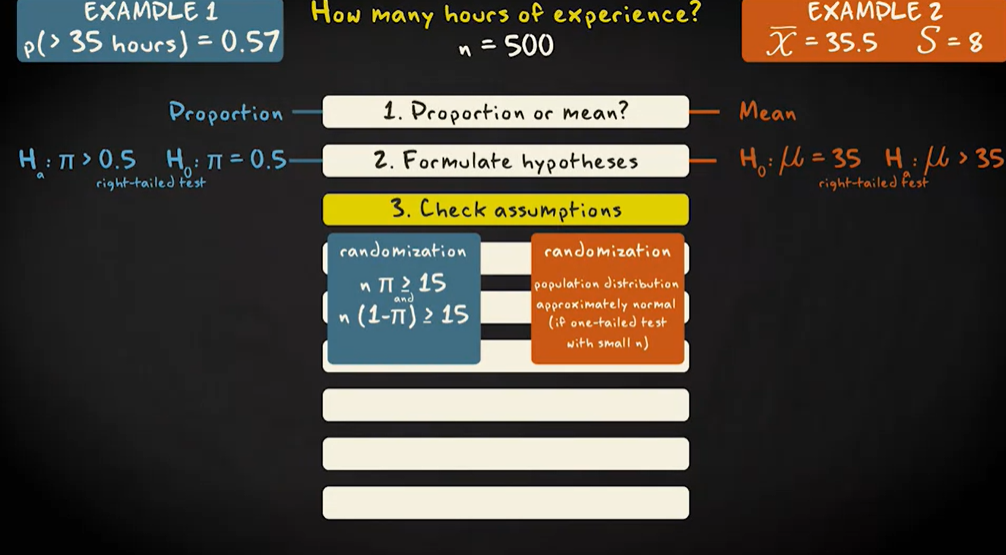 EXAMPLE 1
p(> 35 hours) = 0.57
How many hours of experience?
n = 500
EXAMPLE 2
X̅ = 35.5 S = 8
Proportion
1. Proportion or mean?
Mean
Hₐ: π > 0.5 H₀: π = 0.5
right-tailed test
2. Formulate hypotheses
H₀: μ = 35 Hₐ: μ > 35
right-tailed test
3. Check assumptions
randomization
n π ≥ 15
and
n (1-π) ≥ 15
randomization
population distribution
approximately normal
(if one-tailed test
with small n)